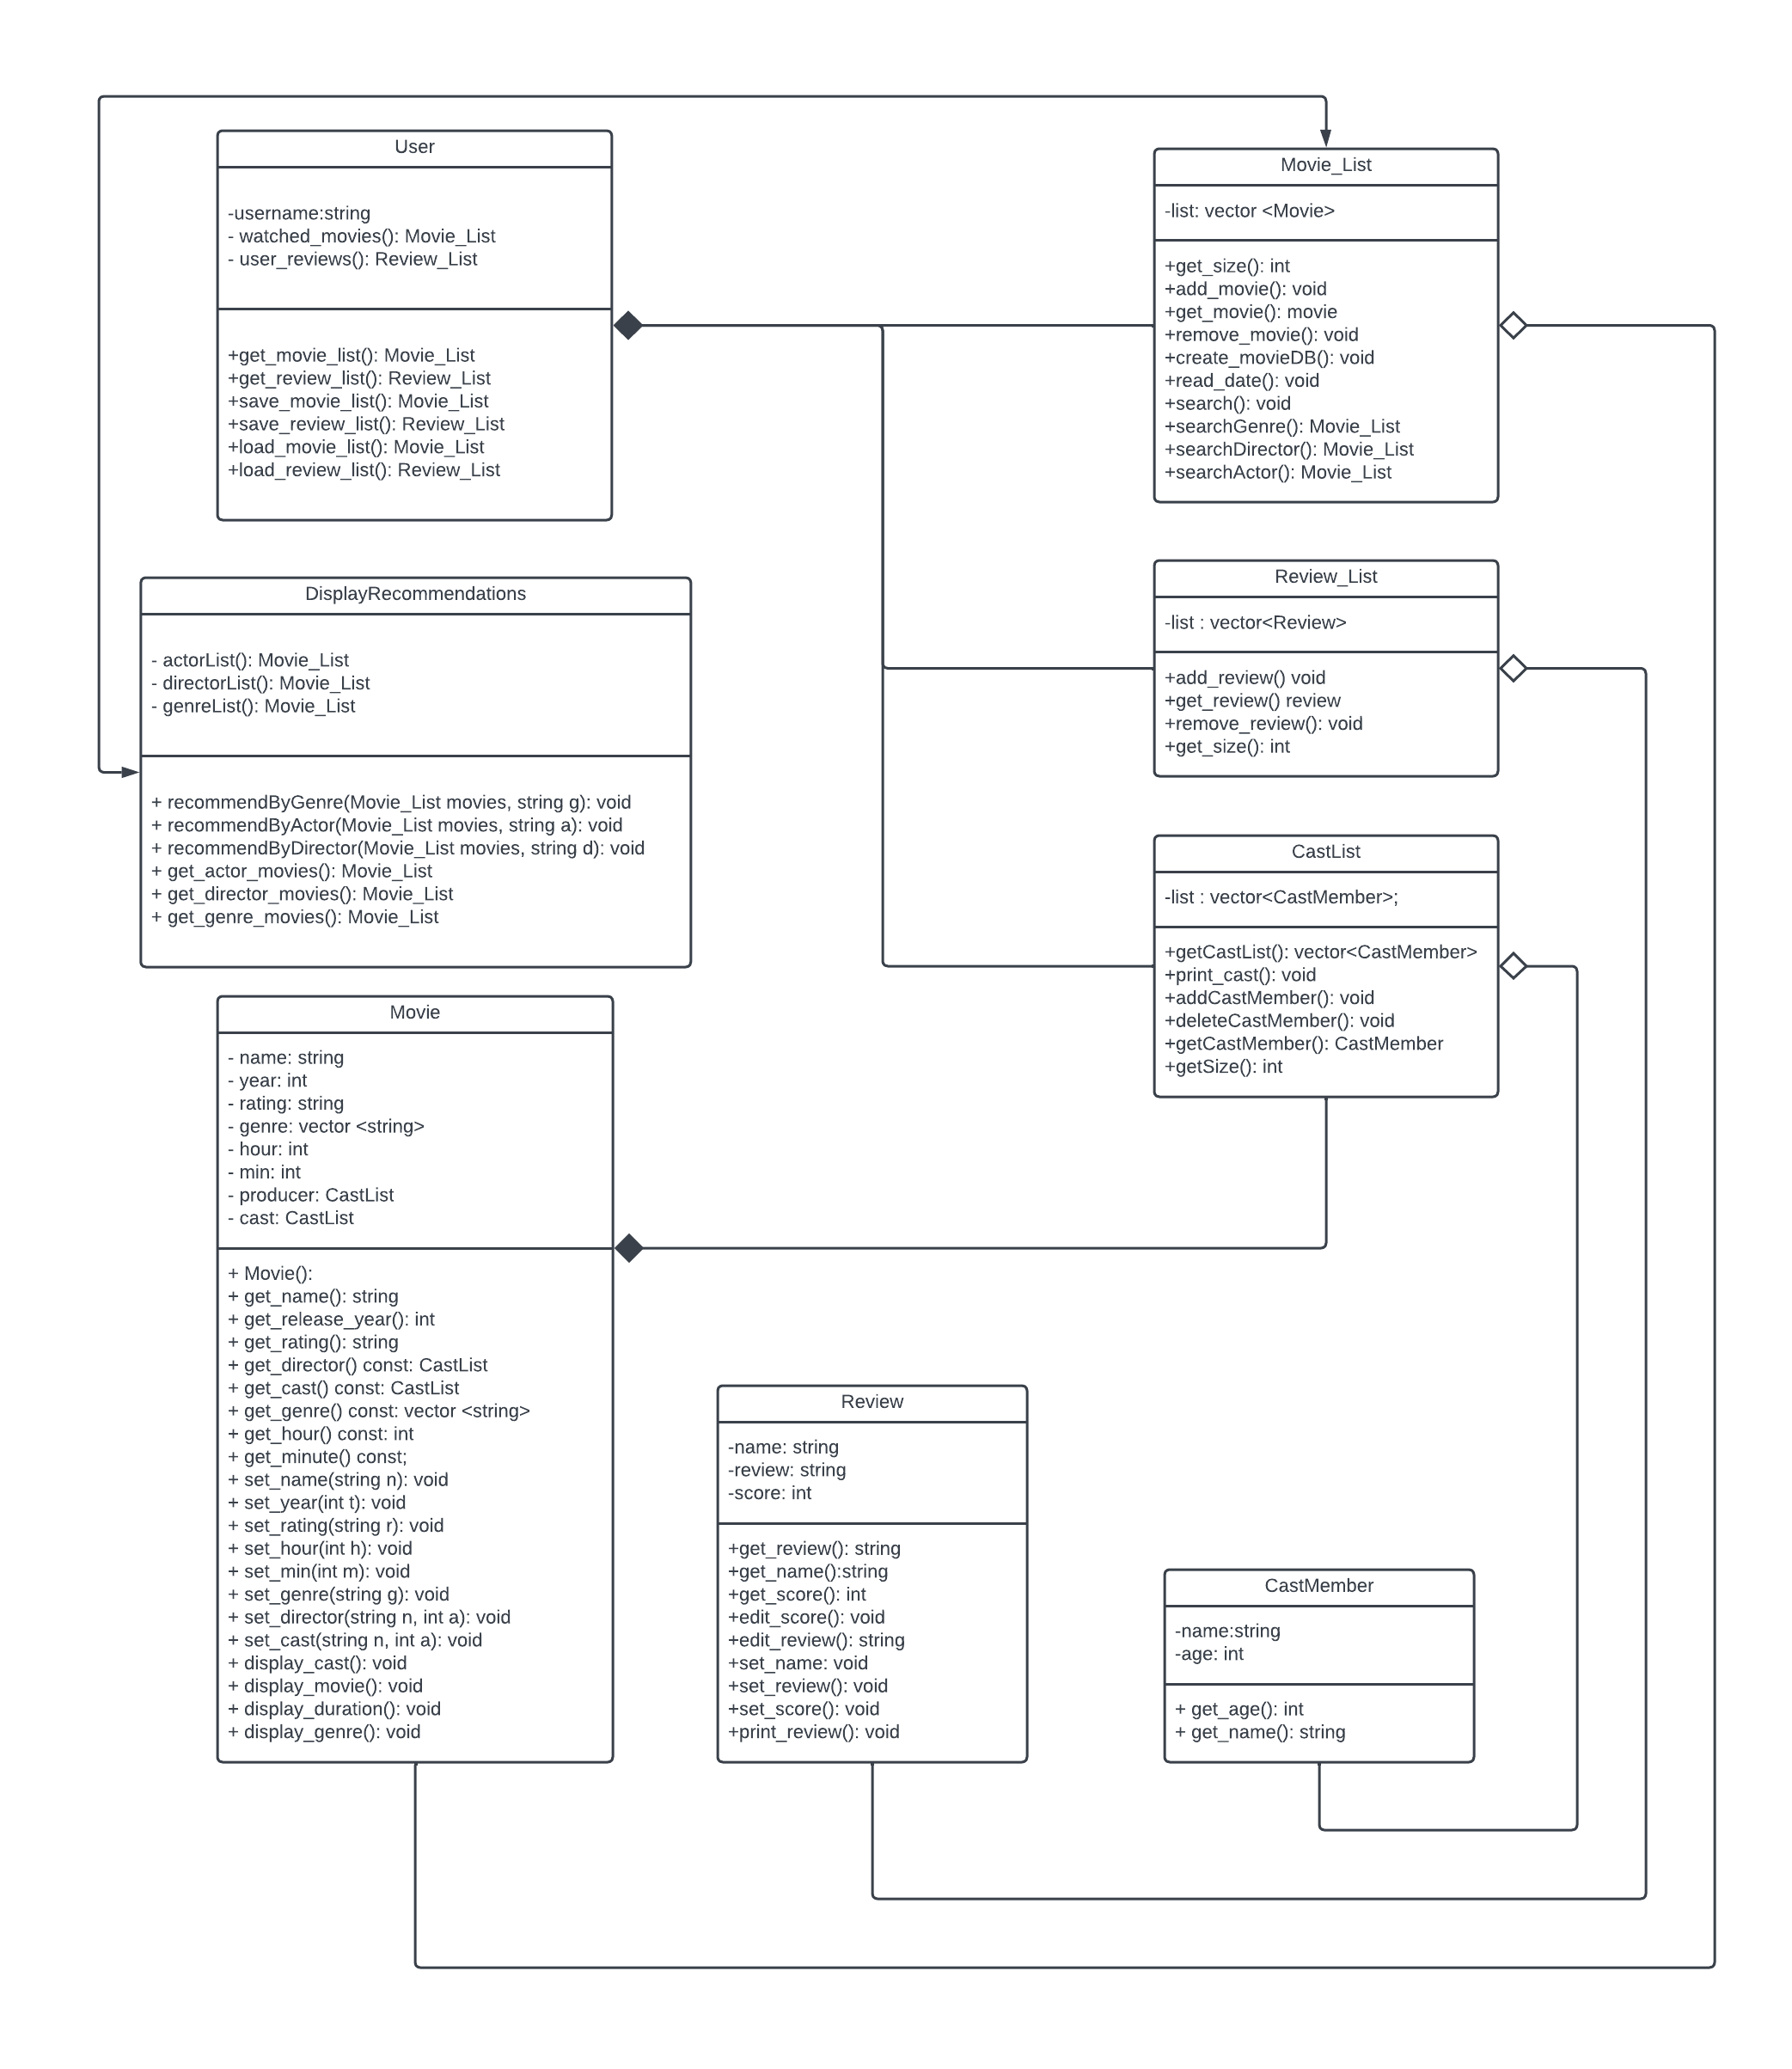 User
-username:string
- watched_movies(): Movie_List
- user_reviews(): Review_List
+get_movie_list(): Movie_List
+get_review_list(): Review_List
+save_movie_list(): Movie_List
+save_review_list(): Review_List
+load_movie_list(): Movie_List
+load_review_list(): Review_List
Movie_List
-list: vector <Movie>
+get_size(): int
+add_movie(): void
+get_movie(): movie
+remove_movie(): void
+create_movieDB(): void
+read_date(): void
+search(): void
+searchGenre(): Movie_List
+searchDirector(): Movie_List
+searchActor(): Movie_List
Review_List
-list : vector<Review>
+add_review() void
+get_review() review
+remove_review(): void
+get_size(): int
DisplayRecommendations
- actorList(): Movie_List
- directorList(): Movie_List
- genreList(): Movie_List
+ recommendByGenre(Movie_List movies, string g): void
+ recommendByActor(Movie_List movies, string a): void
+ recommendByDirector(Movie_List movies, string d): void
+ get_actor_movies(): Movie_List
+ get_director_movies(): Movie_List
+ get_genre_movies(): Movie_List
CastList
-list : vector<CastMember>;
+getCastList(): vector<CastMember>
+print_cast(): void
+addCastMember(): void
+deleteCastMember(): void
+getCastMember(): CastMember
+getSize(): int
Movie
- name: string
- year: int
- rating: string
- genre: vector <string>
- hour: int
- min: int
- producer: CastList
- cast: CastList
+ Movie():
+ get_name(): string
+ get_release_year(): int
+ get_rating(): string
+ get_director() const: CastList
+ get_cast() const: CastList
+ get_genre() const: vector <string>
+ get_hour() const: int
+ get_minute() const;
+ set_name(string n): void
+ set_year(int t): void
+ set_rating(string r): void
+ set_hour(int h): void
+ set_min(int m): void
+ set_genre(string g): void
+ set_director(string n, int a): void
+ set_cast(string n, int a): void
+ display_cast(): void
+ display_movie(): void
+ display_duration(): void
+ display_genre(): void
Review
-name: string
-review: string
-score: int
+get_review(): string
+get_name():string
+get_score(): int
+edit_score(): void
+edit_review(): string
+set_name: void
+set_review(): void
+set_score(): void
+print_review(): void
CastMember
-name:string
-age: int
+ get_age(): int
+ get_name(): string